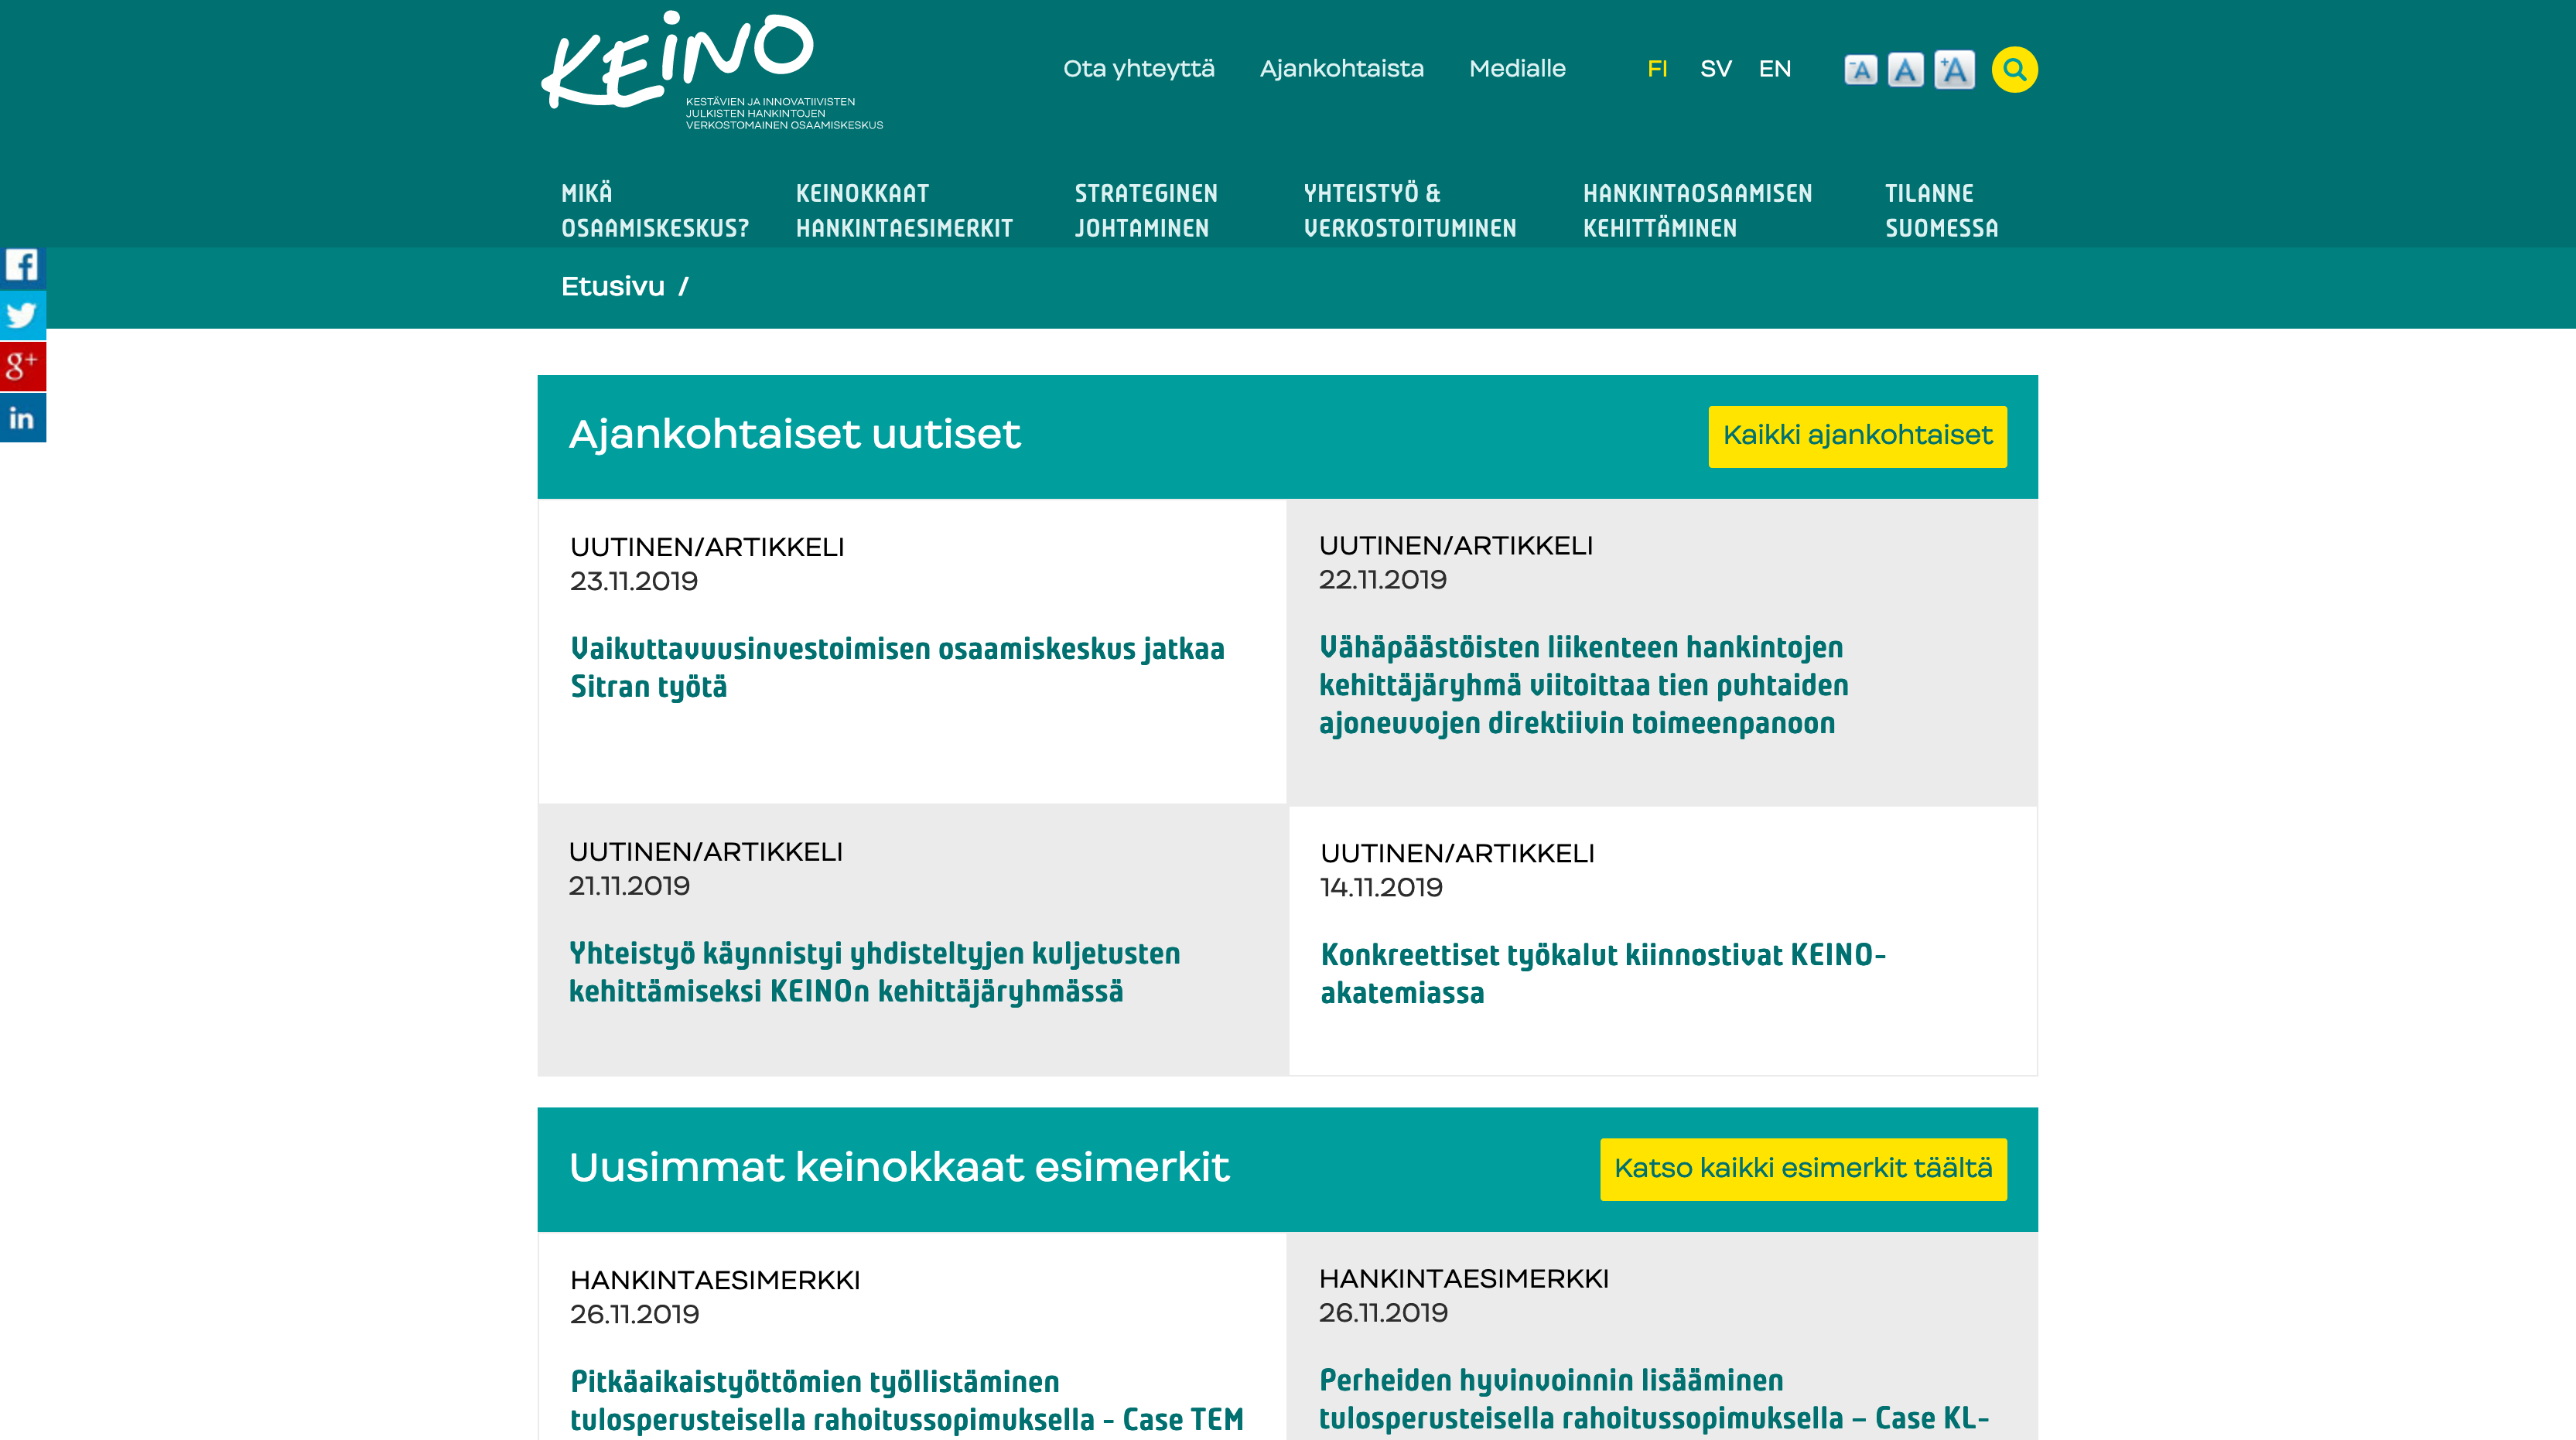 KEINO
KESTÄVIEN JA INNOVATIIVISTEN
JULKISTEN HANKINTOJEN
VERKOSTOMAINEN OSAAMISKESKUS
Ota yhteyttä Ajankohtaista Medialle FI SV EN -A A +A
MIKÄ
OSAAMISKESKUS?
KEINOKKAAT
HANKINTAESIMERKIT
STRATEGINEN
JOHTAMINEN
YHTEISTYÖ &
VERKOSTOITUMINEN
HANKINTAOSAAMISEN
KEHITTÄMINEN
TILANNE
SUOMESSA
f
g+
in
Etusivu /
Ajankohtaiset uutiset
Kaikki ajankohtaiset
UUTINEN/ARTIKKELI
23.11.2019
Vaikuttavuusinvestoimisen osaamiskeskus jatkaa
Sitran työtä
UUTINEN/ARTIKKELI
22.11.2019
Vähäpäästöisten liikenteen hankintojen
kehittäjäryhmä viitoittaa tien puhtaiden
ajoneuvojen direktiivin toimeenpanoon
UUTINEN/ARTIKKELI
21.11.2019
Yhteistyö käynnistyi yhdisteltyjen kuljetusten
kehittämiseksi KEINOn kehittäjäryhmässä
UUTINEN/ARTIKKELI
14.11.2019
Konkreettiset työkalut kiinnostivat KEINO-
akatemiassa
Uusimmat keinokkaat esimerkit
Katso kaikki esimerkit täältä
HANKINTAESIMERKKI
26.11.2019
Pitkäaikaistyöttömien työllistäminen
tulosperusteisella rahoitussopimuksella - Case TEM
HANKINTAESIMERKKI
26.11.2019
Perheiden hyvinvoinnin lisääminen
tulosperusteisella rahoitussopimuksella – Case KL-